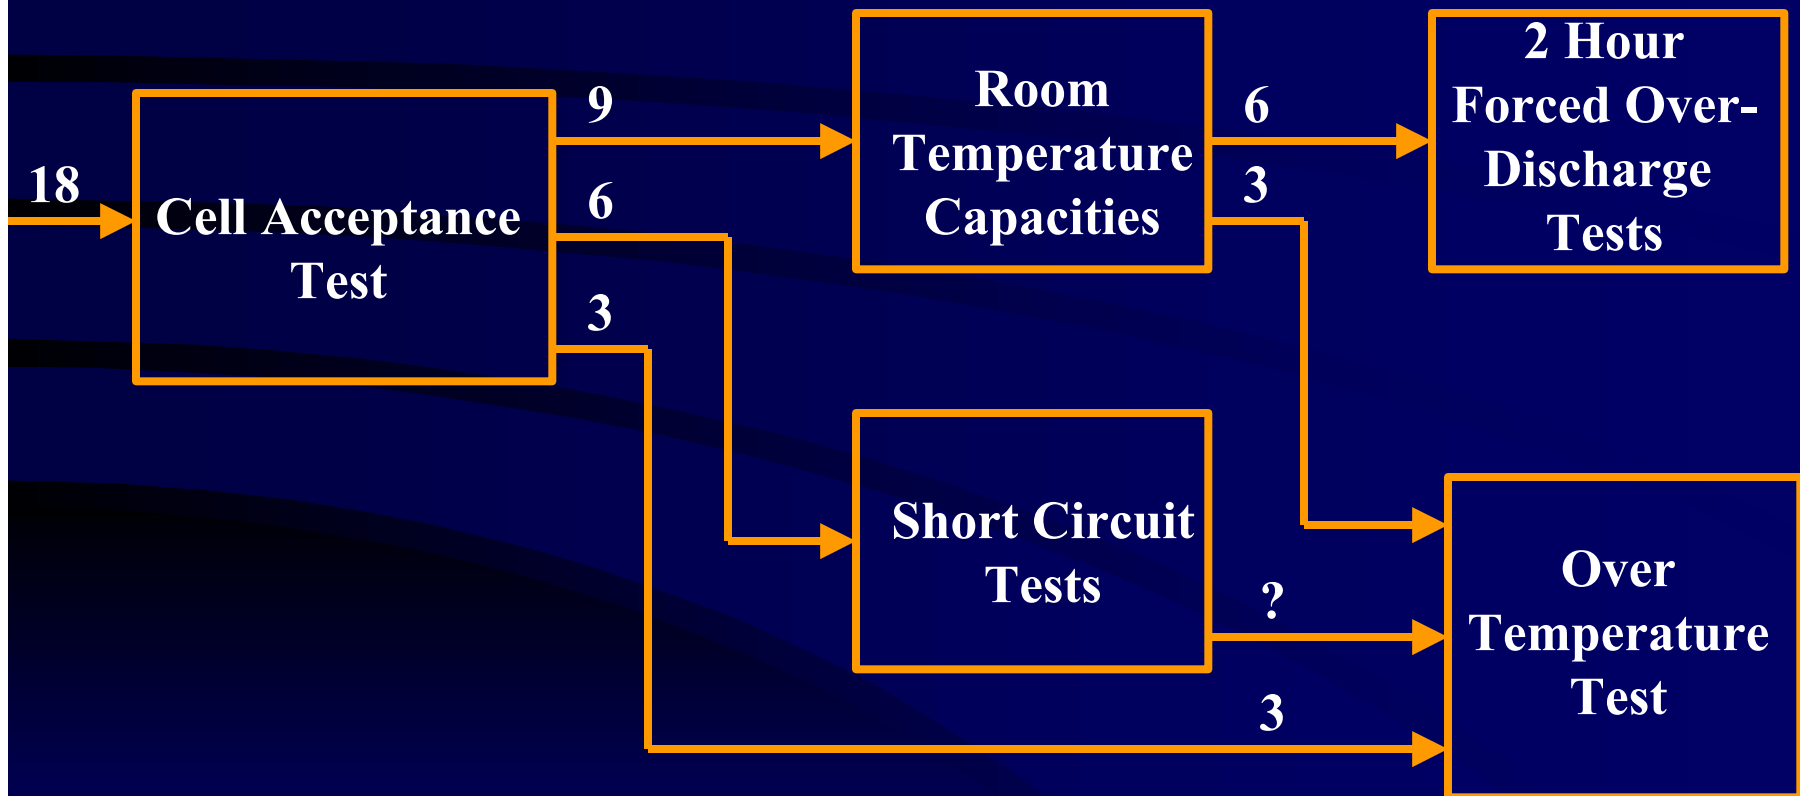 18
Cell Acceptance
Test
9
6
3
Room
Temperature
Capacities
6
3
2 Hour
Forced Over-
Discharge
Tests
Short Circuit
Tests
?
3
Over
Temperature
Test